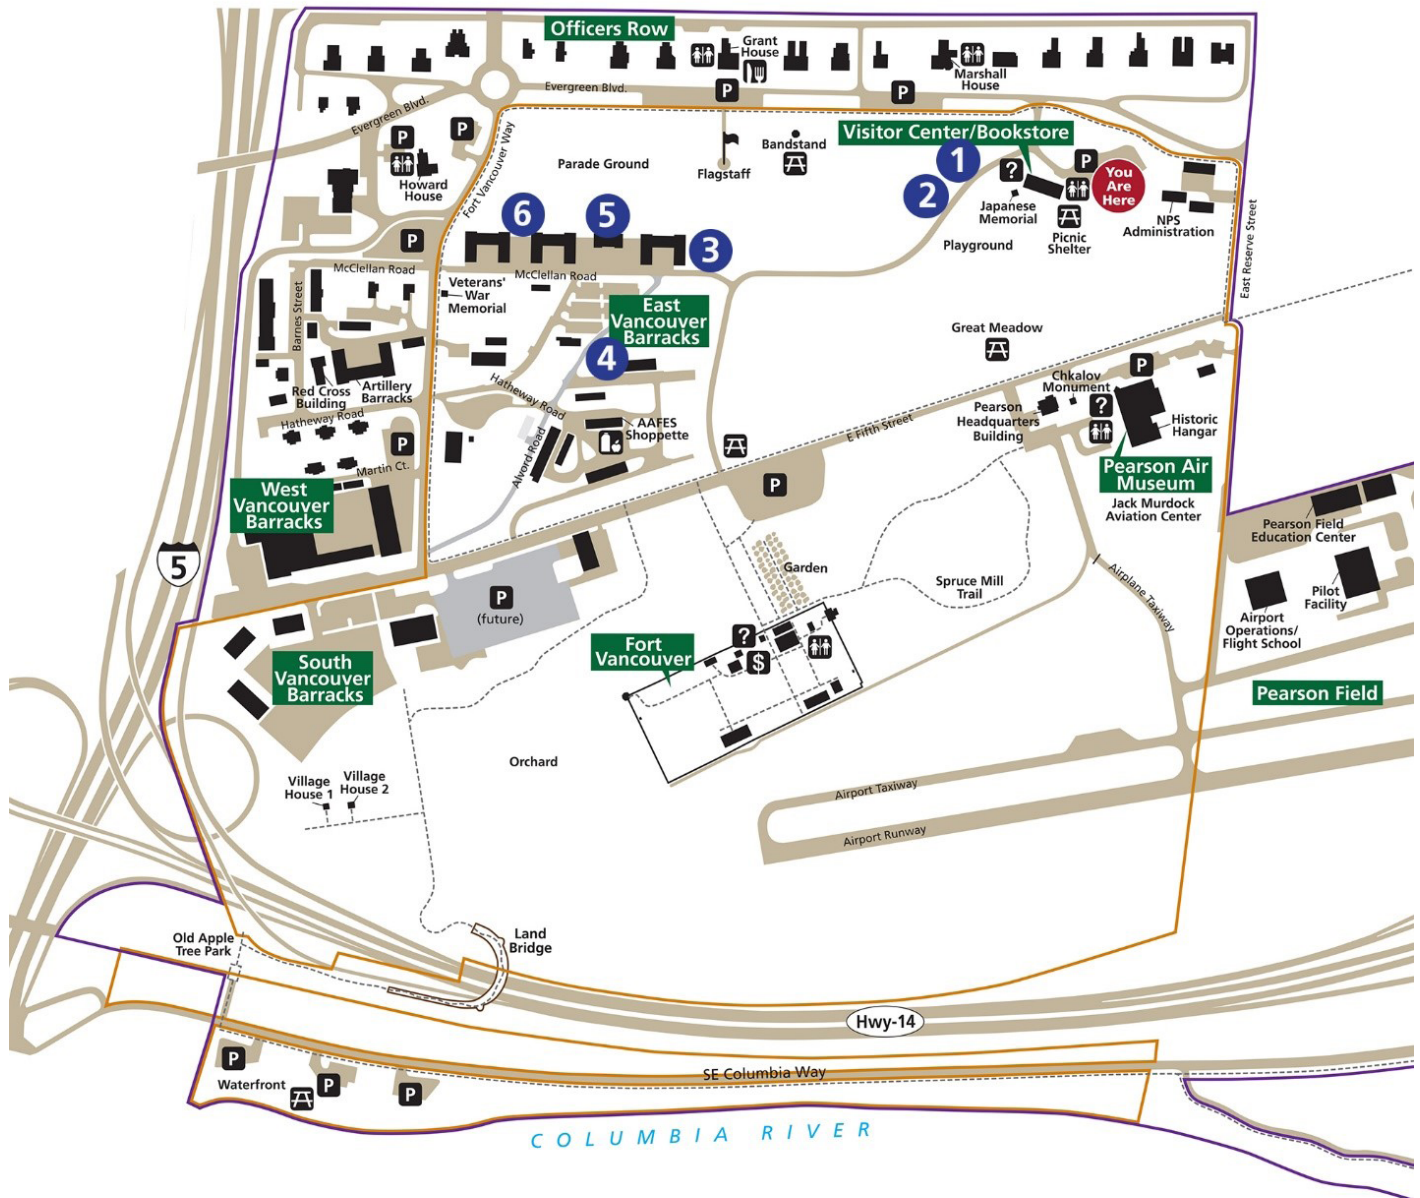 Officers Row
Grant
House
Marshall
House
P
P
Evergreen Blvd.
Evergreen Blvd.
P
P
Howard
House
Fort Vancouver Way
Parade Ground
Flagstaff
Bandstand
Visitor Center/Bookstore
1
2
?
P
You
Are
Here
Japanese
Memorial
Playground
Picnic
Shelter
NPS
Administration
East Reserve Street
6
5
3
P
McClellan Road
McClellan Road
Veterans'
War
Memorial
East
Vancouver
Barracks
4
Barnes Street
Red Cross
Building
Artillery
Barracks
Hatheway Road
Hatheway Road
P
Martin Ct.
West
Vancouver
Barracks
AAFES
Shoppette
Alvord Road
Great Meadow
E Fifth Street
P
P
Chkalov
Monument
?
Pearson
Headquarters
Building
Historic
Hangar
Pearson Air
Museum
Jack Murdock
Aviation Center
Pearson Field
Education Center
Pilot
Facility
Airport
Operations/
Flight School
Pearson Field
5
P
(future)
South
Vancouver
Barracks
Garden
Spruce Mill
Trail
Airplane Taxiway
Fort
Vancouver
?
$
Orchard
Village
House 1
Village
House 2
Airport Taxiway
Airport Runway
Old Apple
Tree Park
Land
Bridge
Hwy-14
SE Columbia Way
P
P
P
Waterfront
COLUMBIA RIVER